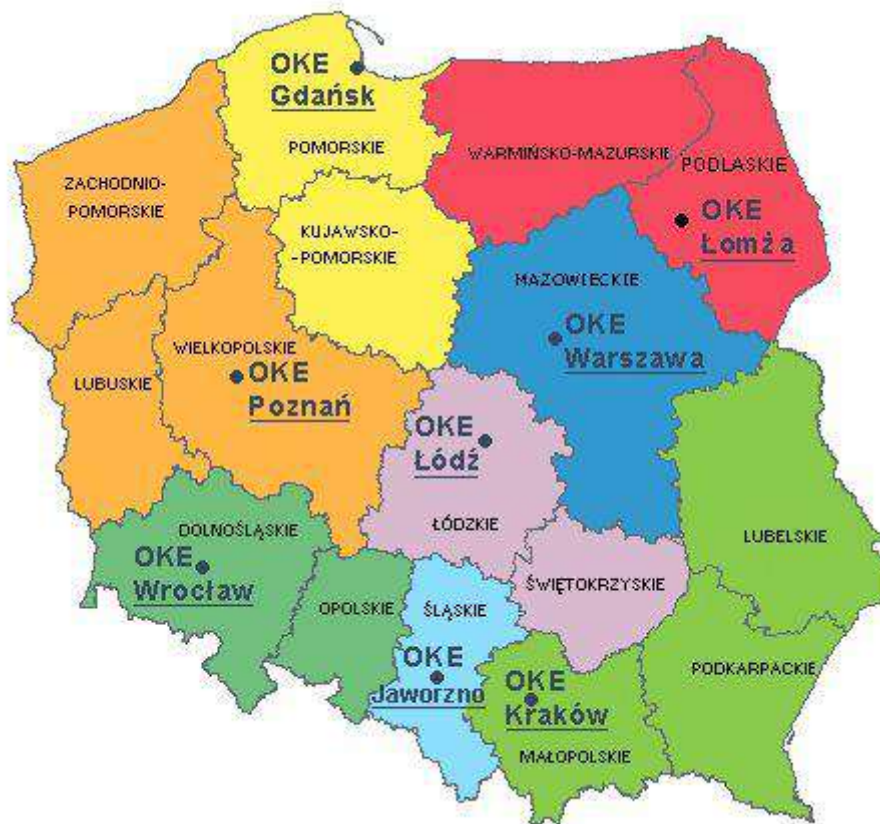 OKE
Gdańsk
POMORSKIE
WARMIŃSKO-MAZURSKIE
PODLASKIE
ZACHODNIO-
POMORSKIE
OKE
Łomża
KUJAWSKO-
-POMORSKIE
MAZOWIECKIE
OKE
Warszawa
WIELKOPOLSKIE
LUBUSKIE
OKE
Poznań
OKE
Łódź
ŁÓDZKIE
DOLNOŚLĄSKIE
LUBELSKIE
OKE
Wrocław
ŚWIĘTOKRZYSKIE
OPOLSKIE
ŚLĄSKIE
OKE
Jaworzno
PODKARPACKIE
OKE
Kraków
MAŁOPOLSKIE